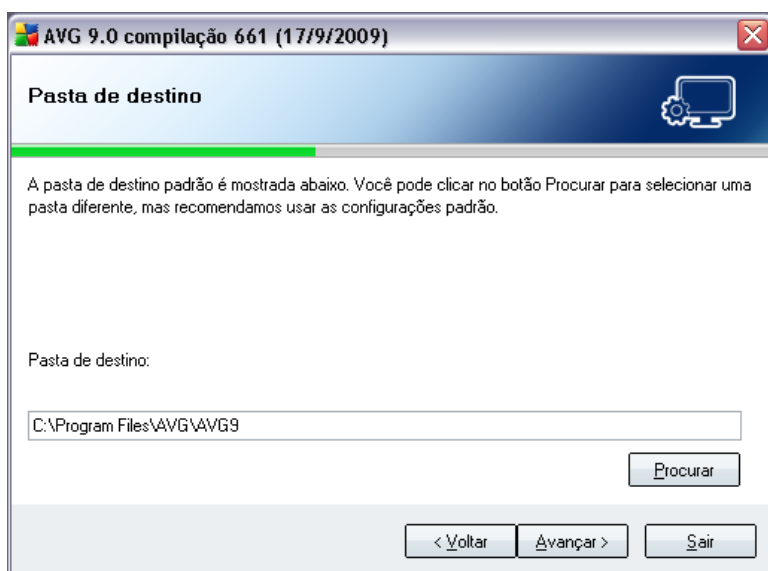 AVG 9.0 compilação 661 (17/9/2009)
Pasta de destino
A pasta de destino padrão é mostrada abaixo. Você pode clicar no botão Procurar para selecionar uma
pasta diferente, mas recomendamos usar as configurações padrão.
Pasta de destino:
C:\Program Files\AVG\AVG9
Procurar
< Voltar Avançar > Sair